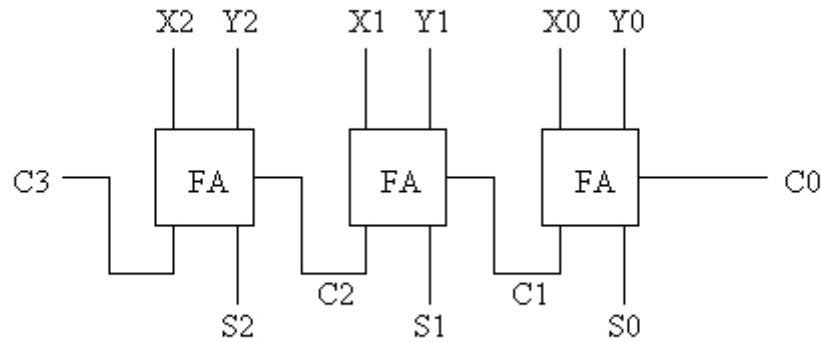 X2 Y2 X1 Y1 X0 Y0
C3 FA FA FA C0
C2 C1
S2 S1 S0